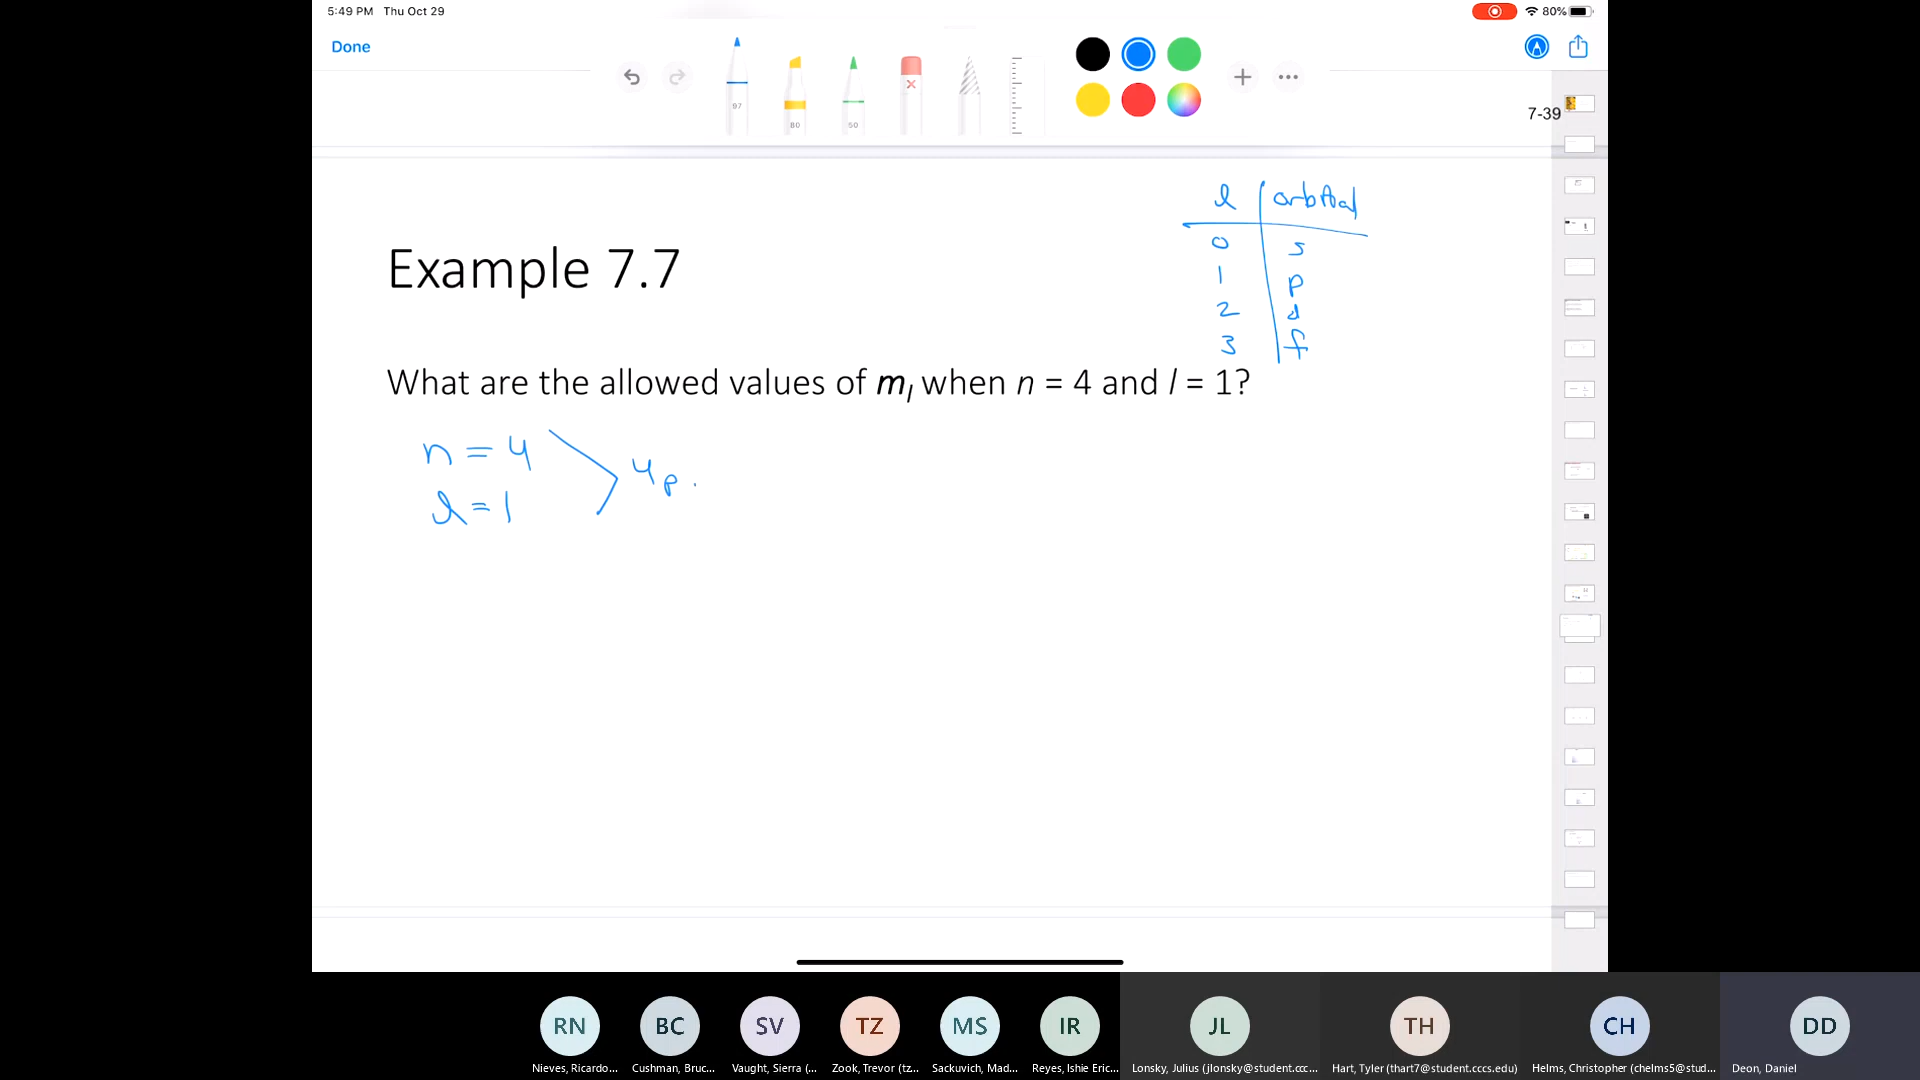 5:49 PM Thu Oct 29
80%
Done
97
80
50
7-39
l orbital
0 s
1 p
2 d
3 f
Example 7.7
What are the allowed values of mₗ when n = 4 and l = 1?
n = 4
l = 1
4p
RN BC SV TZ MS IR JL TH CH DD
Nieves, Ricardo... Cushman, Bruc... Vaught, Sierra (... Zook, Trevor (tz... Sackuvich, Mad... Reyes, Ishie Eric... Lonsky, Julius (jlonsky@student.ccc... Hart, Tyler (thart7@student.cccs.edu) Helms, Christopher (chelms5@stud... Deon, Daniel